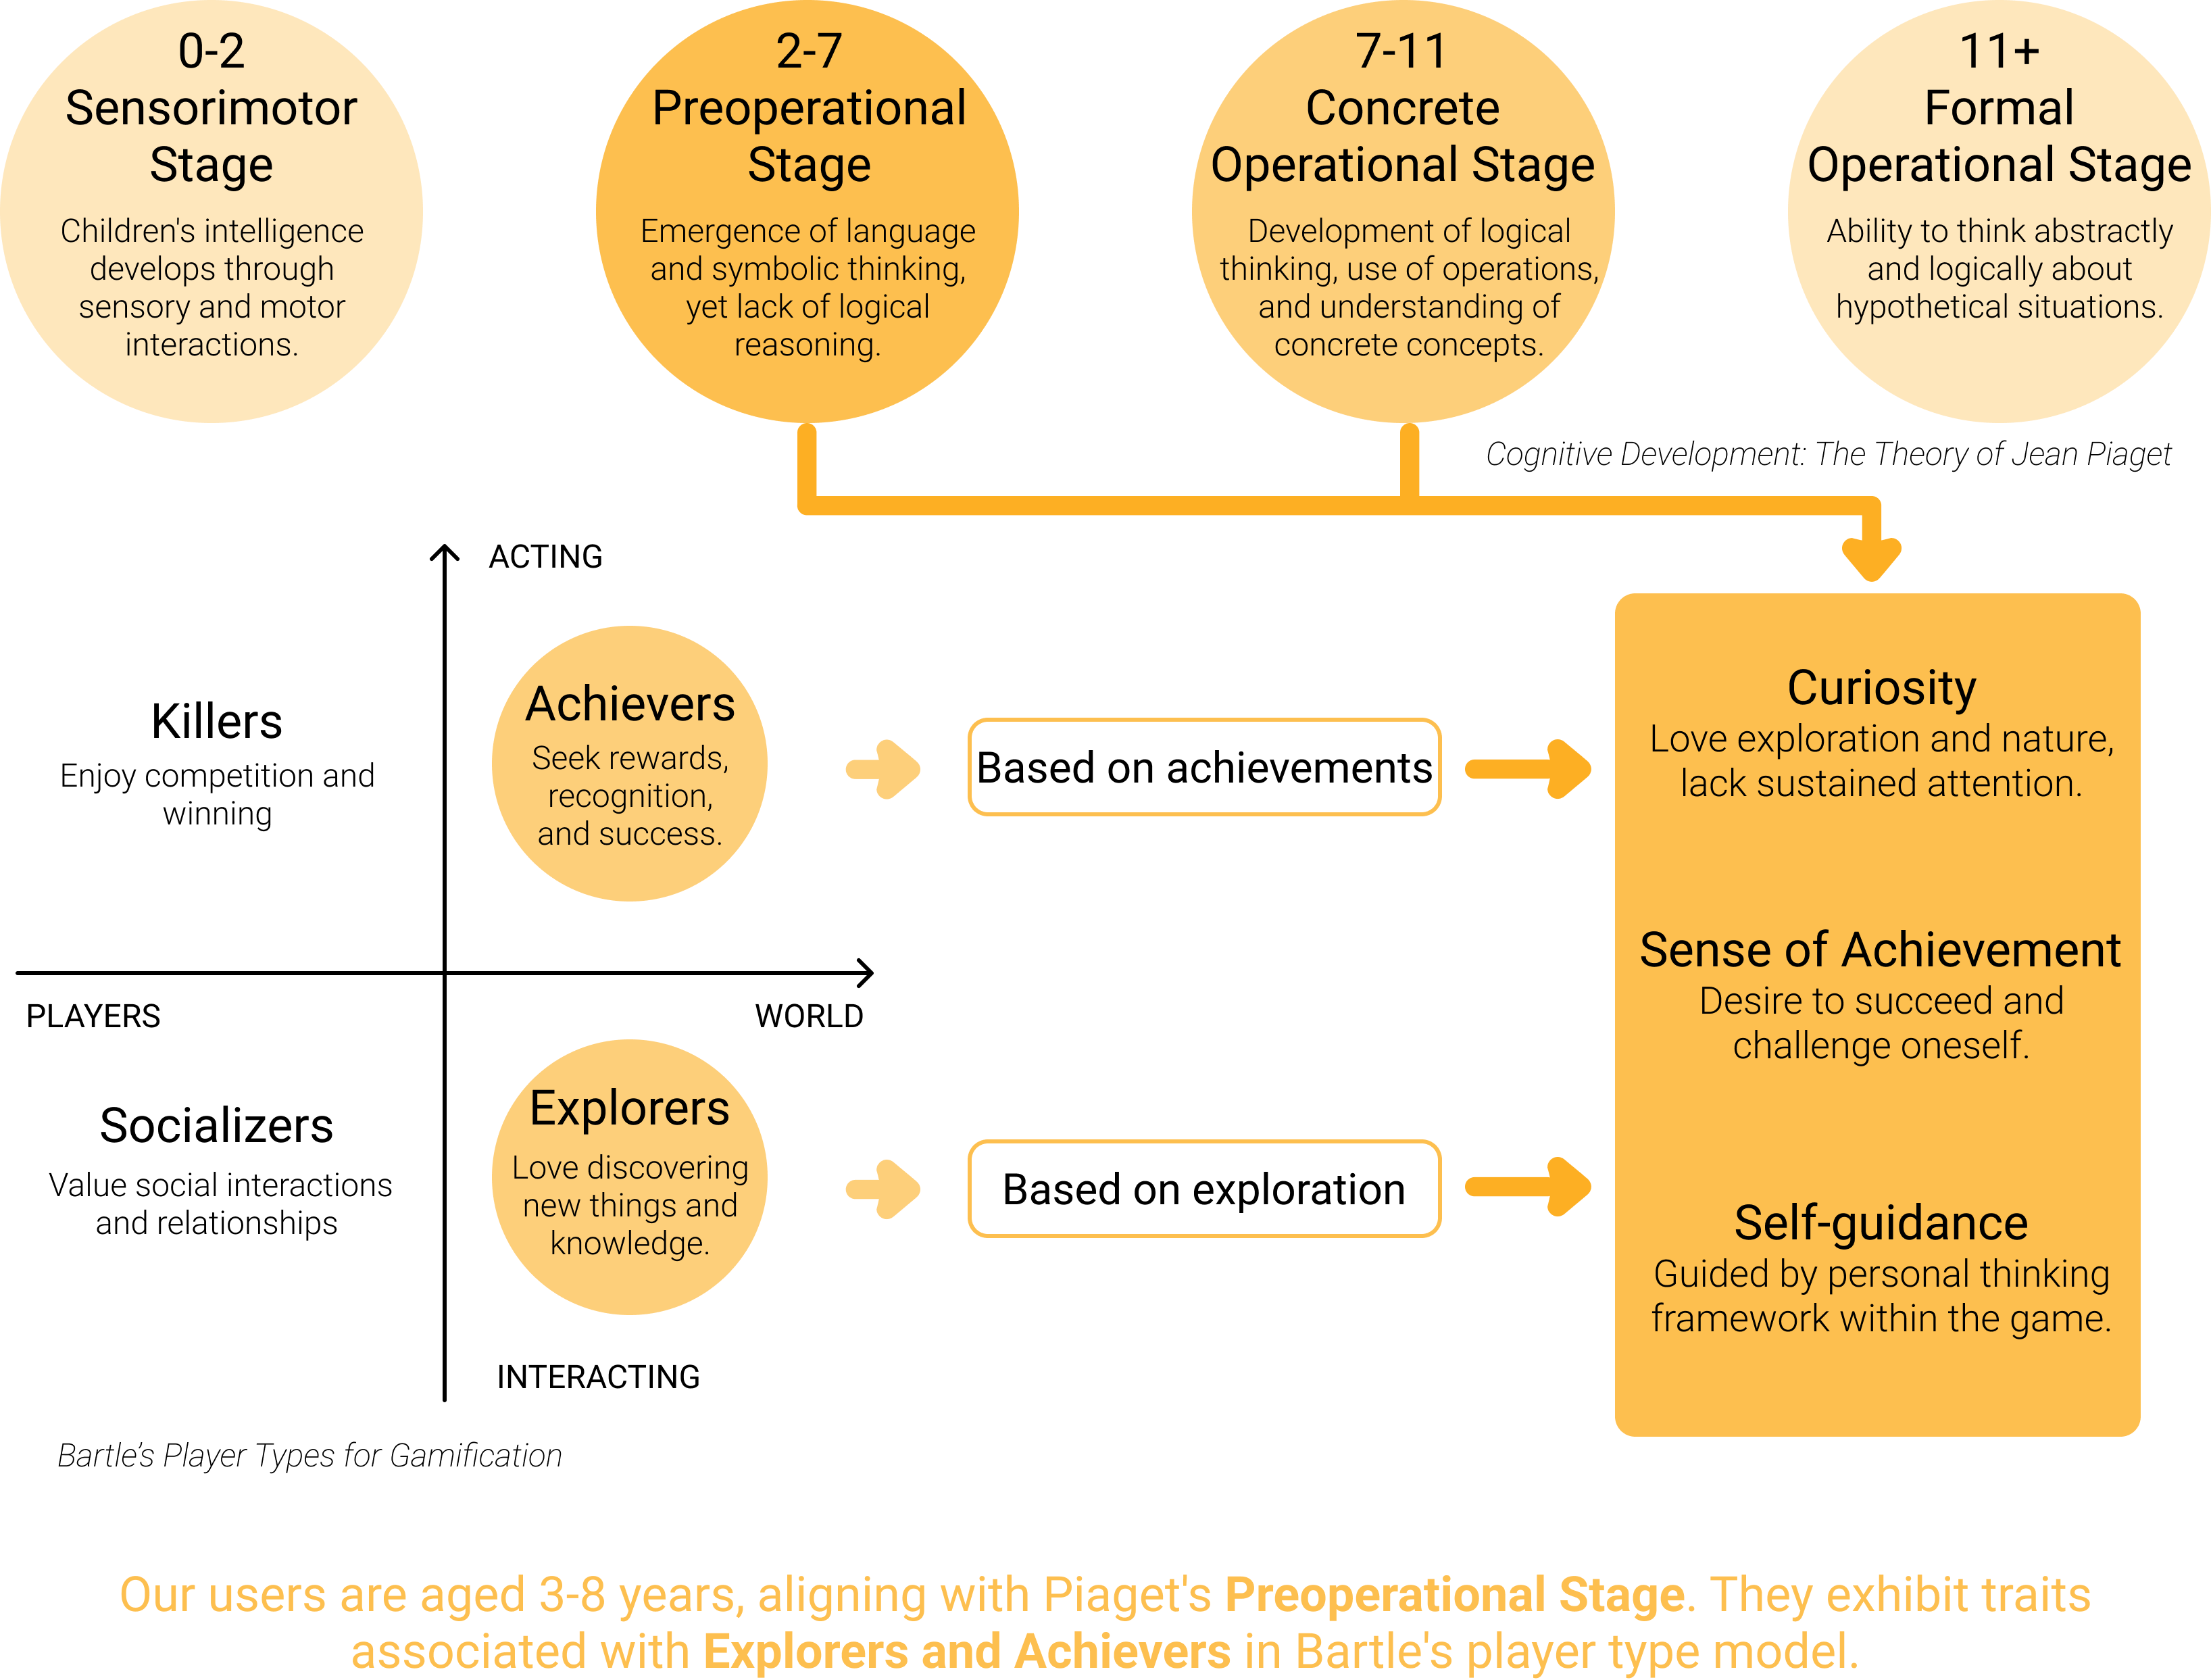 0-2
Sensorimotor
Stage
Children's intelligence
develops through
sensory and motor
interactions.
2-7
Preoperational
Stage
Emergence of language
and symbolic thinking,
yet lack of logical
reasoning.
7-11
Concrete
Operational Stage
Development of logical
thinking, use of operations,
and understanding of
concrete concepts.
11+
Formal
Operational Stage
Ability to think abstractly
and logically about
hypothetical situations.
Cognitive Development: The Theory of Jean Piaget
ACTING
Killers
Enjoy competition and
winning
Achievers
Seek rewards,
recognition,
and success.
Based on achievements
PLAYERS
WORLD
Socializers
Value social interactions
and relationships
Explorers
Love discovering
new things and
knowledge.
Based on exploration
INTERACTING
Bartle’s Player Types for Gamification
Curiosity
Love exploration and nature,
lack sustained attention.
Sense of Achievement
Desire to succeed and
challenge oneself.
Self-guidance
Guided by personal thinking
framework within the game.
Our users are aged 3-8 years, aligning with Piaget's Preoperational Stage. They exhibit traits
associated with Explorers and Achievers in Bartle's player type model.